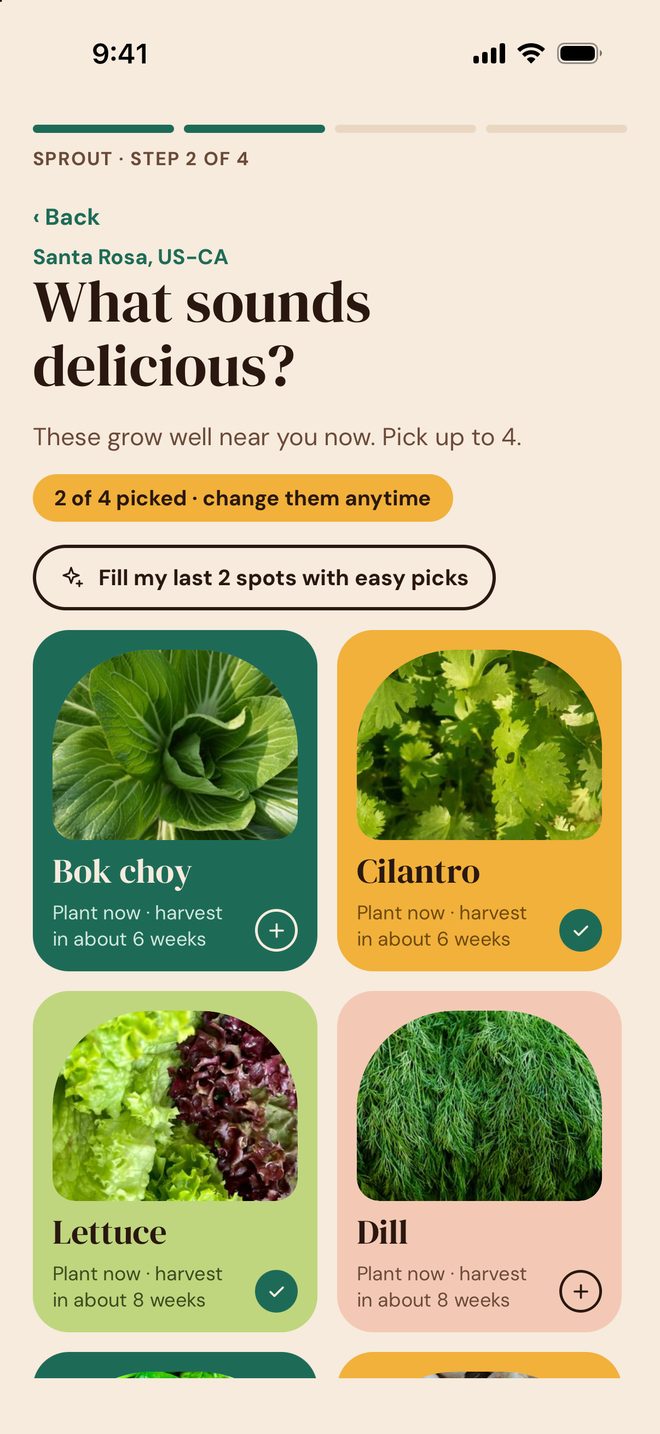 9:41
SPROUT · STEP 2 OF 4
‹ Back
Santa Rosa, US-CA
What sounds
delicious?
These grow well near you now. Pick up to 4.
2 of 4 picked · change them anytime
Fill my last 2 spots with easy picks
Bok choy
Plant now · harvest
in about 6 weeks
Cilantro
Plant now · harvest
in about 6 weeks
Lettuce
Plant now · harvest
in about 8 weeks
Dill
Plant now · harvest
in about 8 weeks